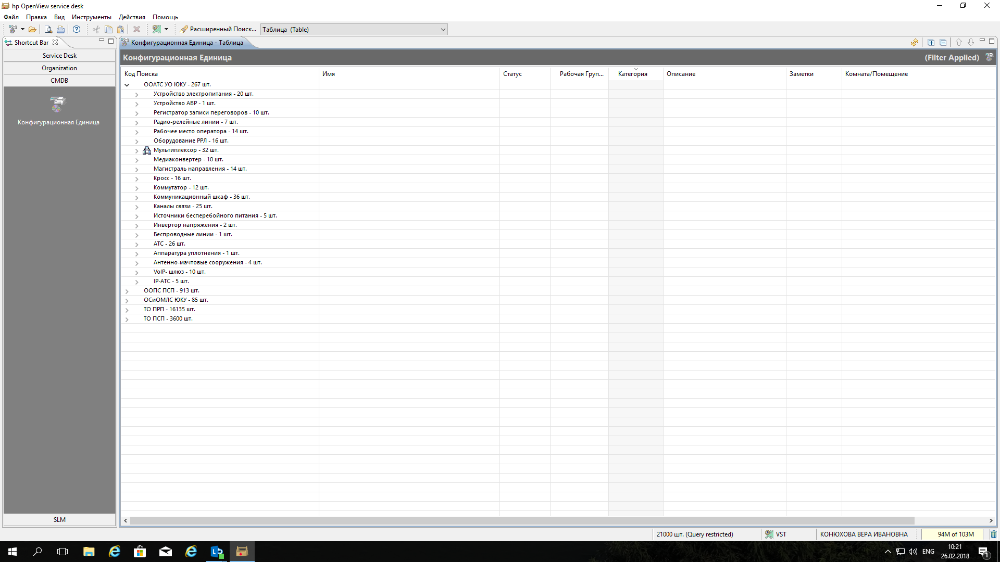 hp OpenView service desk
Файл Правка Вид Инструменты Действия Помощь
Расширенный Поиск... Таблица (Table)
Shortcut Bar
Service Desk
Organization
CMDB
Конфигурационная Единица
SLM
Конфигурационная Единица - Таблица
Конфигурационная Единица (Filter Applied)
Код Поиска Имя Статус Рабочая Груп... Категория Описание Заметки Комната/Помещение
ООАТС УО ЮКУ - 267 шт.
Устройство электропитания - 20 шт.
Устройство АВР - 1 шт.
Регистратор записи переговоров - 10 шт.
Радио-релейные линии - 7 шт.
Рабочее место оператора - 14 шт.
Оборудование РРЛ - 16 шт.
Мультиплексор - 32 шт.
Медиаконвертер - 10 шт.
Магистраль направления - 14 шт.
Кросс - 16 шт.
Коммутатор - 12 шт.
Коммуникационный шкаф - 36 шт.
Каналы связи - 25 шт.
Источники бесперебойного питания - 5 шт.
Инвертор напряжения - 2 шт.
Беспроводные линии - 1 шт.
АТС - 26 шт.
Аппаратура уплотнения - 1 шт.
Антенно-мачтовые сооружения - 4 шт.
VoIP- шлюз - 10 шт.
IP-АТС - 5 шт.
ООПС ПСП - 913 шт.
ОСиОМЛС ЮКУ - 85 шт.
ТО ПРП - 16135 шт.
ТО ПСП - 3600 шт.
21000 шт. (Query restricted) VST КОНЮХОВА ВЕРА ИВАНОВНА 94M of 103M
ENG
10:21
26.02.2018
1